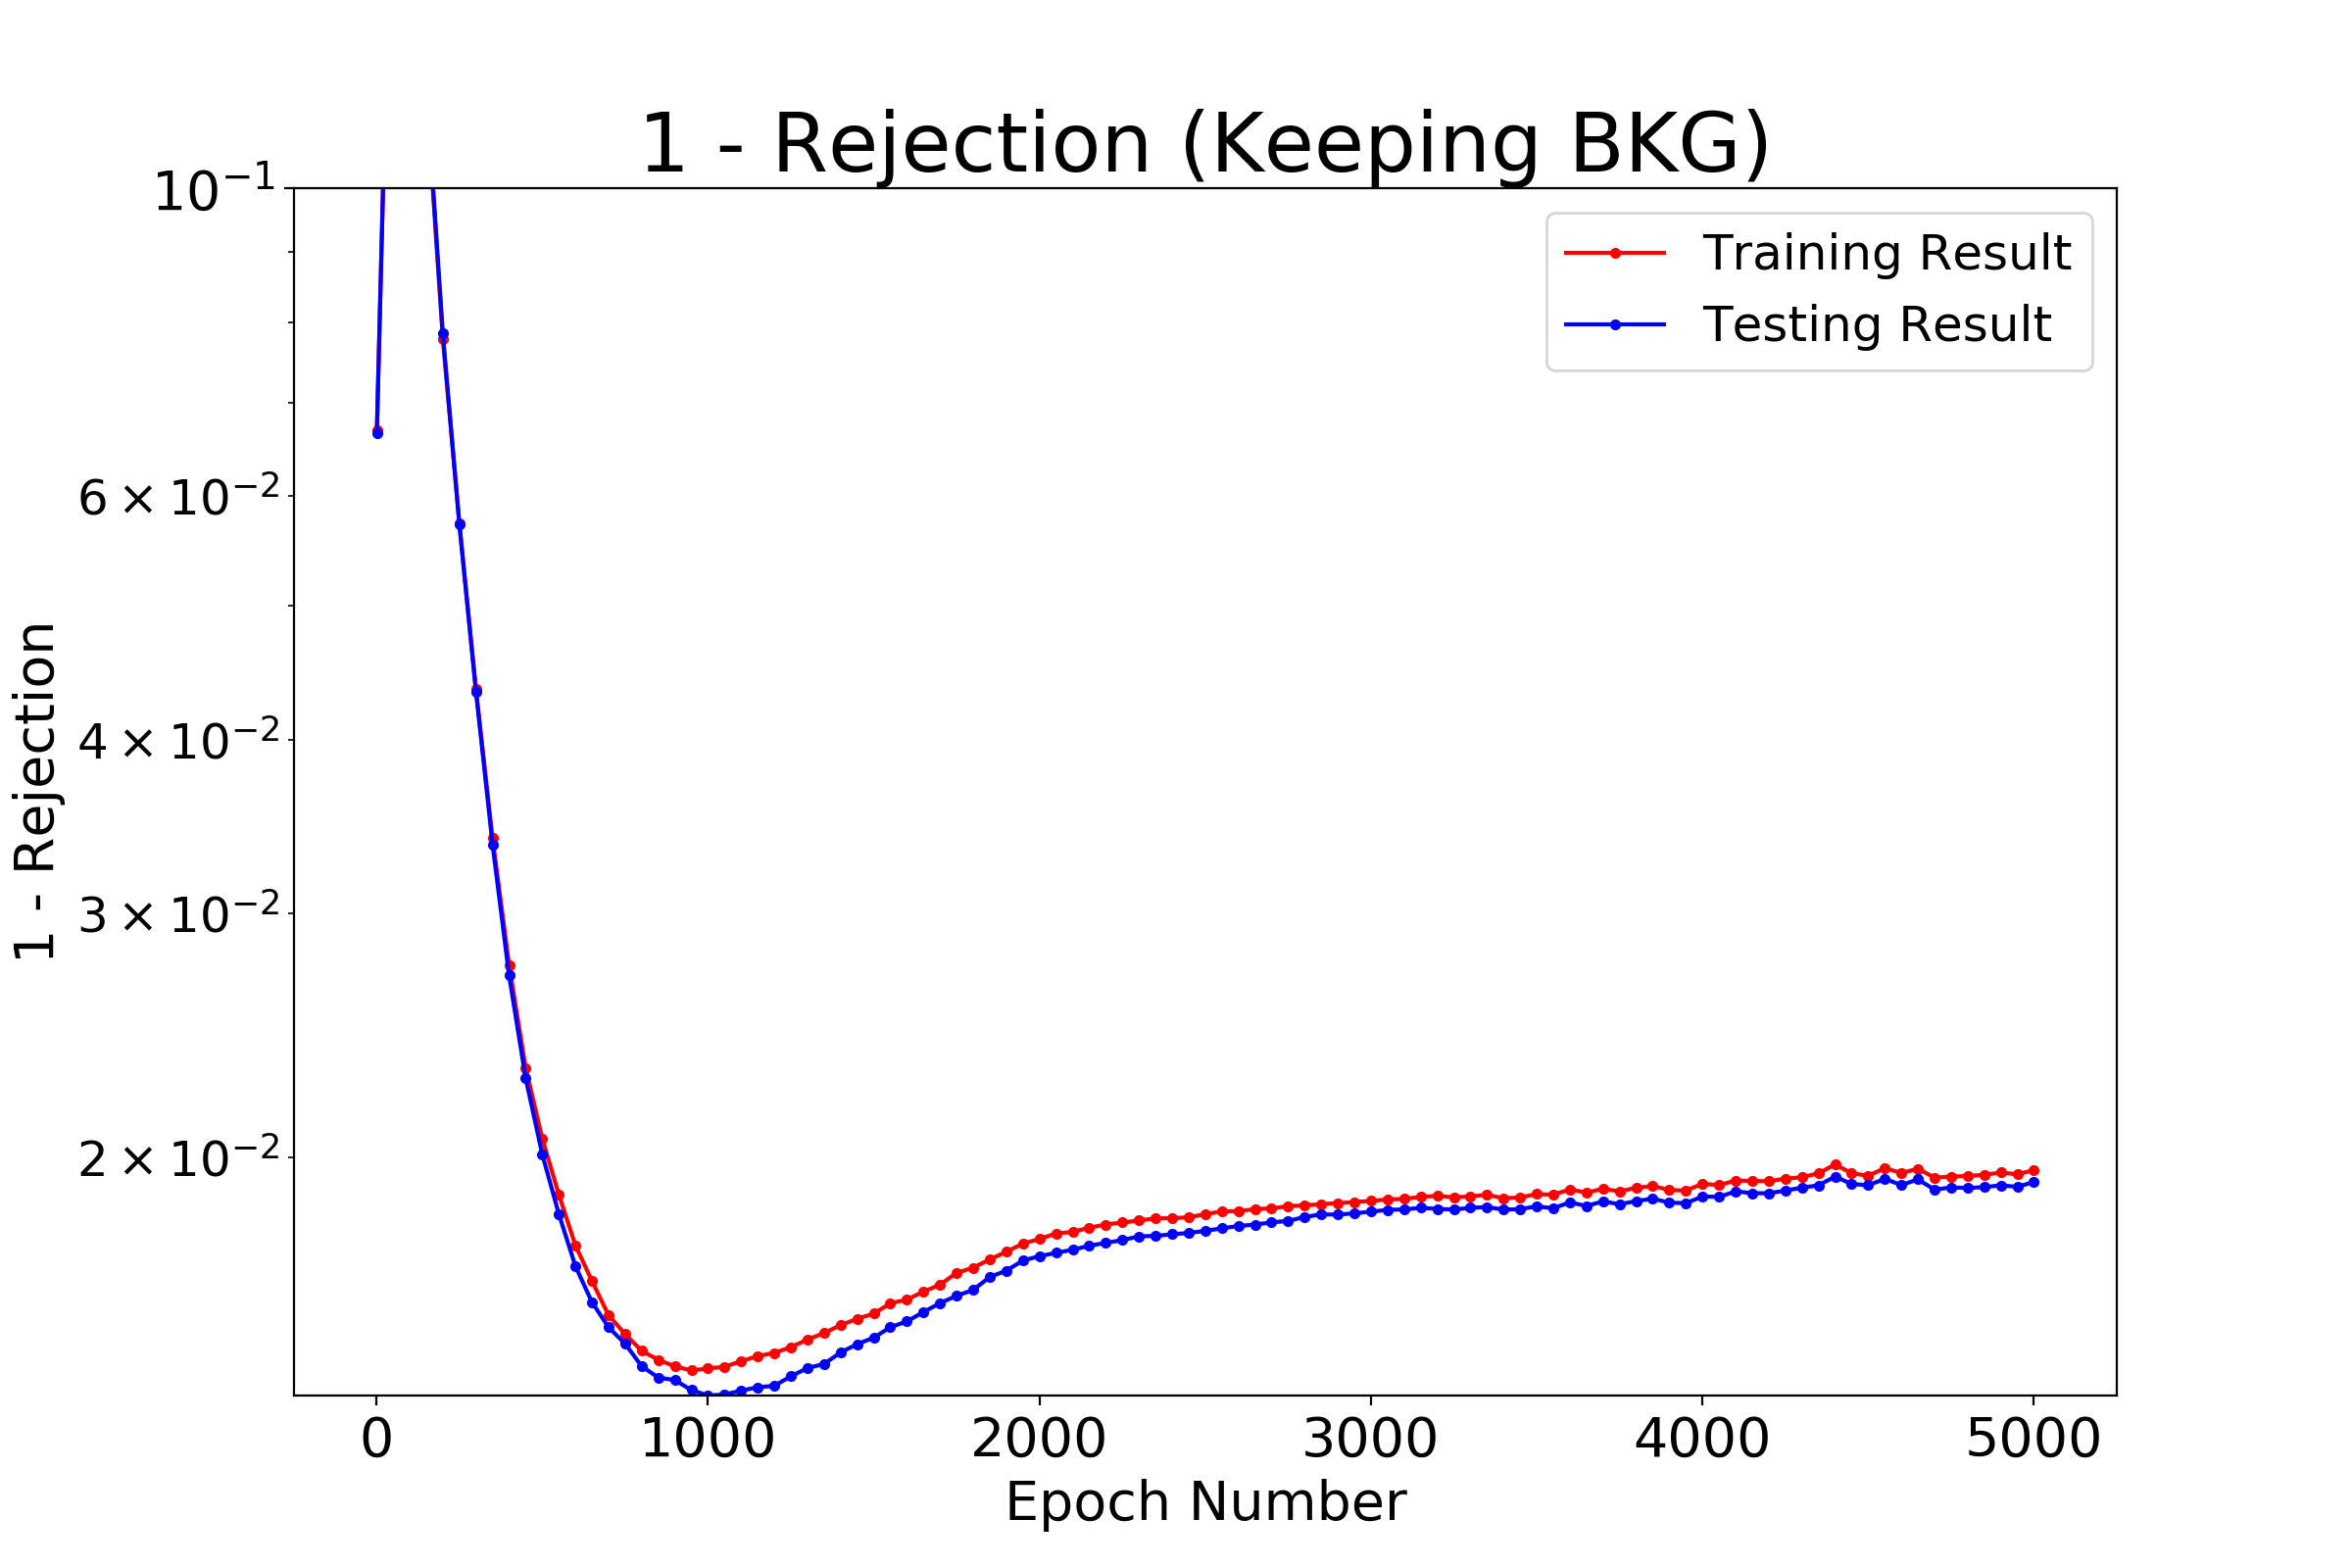 1 - Rejection (Keeping BKG)
10⁻¹
6 × 10⁻²
4 × 10⁻²
3 × 10⁻²
2 × 10⁻²
1 - Rejection
Training Result
Testing Result
0 1000 2000 3000 4000 5000
Epoch Number